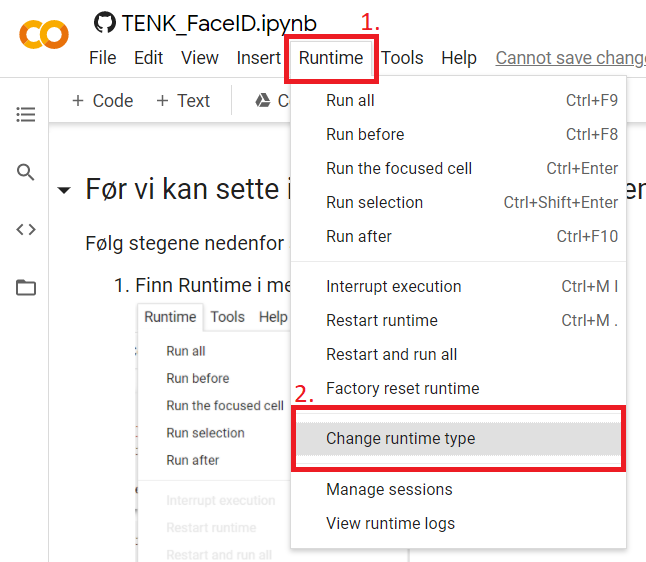 TENK_FaceID.ipynb
1.
File Edit View Insert Runtime Tools Help Cannot save chang
+ Code + Text
Run all Ctrl+F9
Run before Ctrl+F8
Run the focused cell Ctrl+Enter
Run selection Ctrl+Shift+Enter
Run after Ctrl+F10
Interrupt execution Ctrl+M I
Restart runtime Ctrl+M .
Restart and run all
Factory reset runtime
2.
Change runtime type
Manage sessions
View runtime logs
Før vi kan sette i
Følg stegene nedenfor
1. Finn Runtime i me
Runtime Tools Help
Run all
Run before
Run the focused cell
Run selection
Run after
Interrupt execution
Restart runtime
Restart and run all